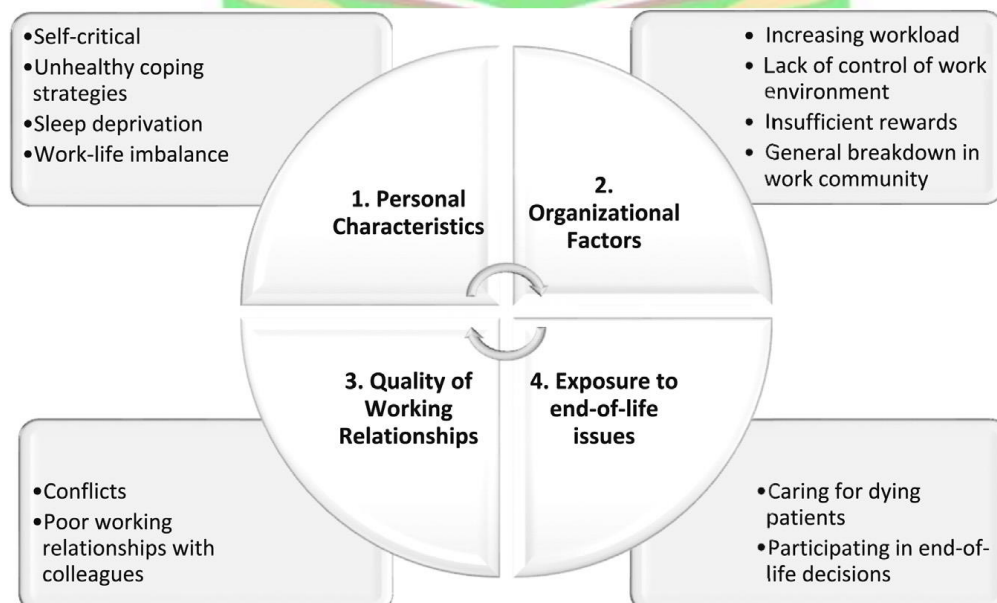 •Self-critical
•Unhealthy coping
strategies
•Sleep deprivation
•Work-life imbalance
• Increasing workload
• Lack of control of work
environment
• Insufficient rewards
• General breakdown in
work community
1. Personal
Characteristics
2.
Organizational
Factors
3. Quality of
Working
Relationships
4. Exposure to
end-of-life
issues
•Conflicts
•Poor working
relationships with
colleagues
•Caring for dying
patients
•Participating in end-of-
life decisions